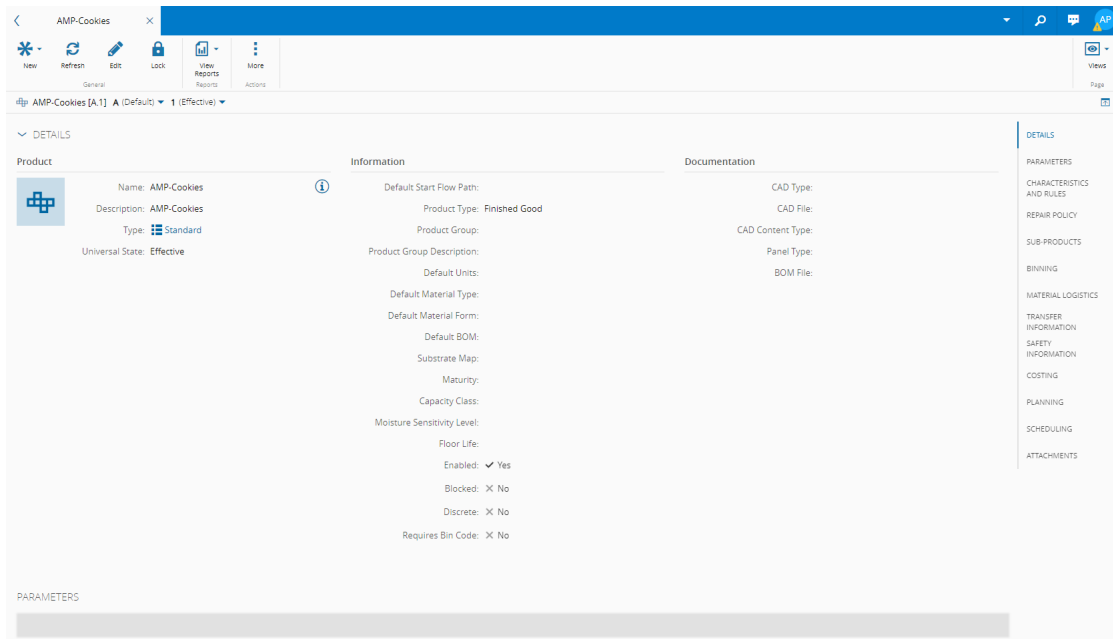 AMP-Cookies
AP
New
Refresh
Edit
Lock
View
Reports
More
Views
General
Reports
Actions
Page
AMP-Cookies [A.1] A (Default) 1 (Effective)
DETAILS
Product
Name: AMP-Cookies
Description: AMP-Cookies
Type: Standard
Universal State: Effective
Information
Default Start Flow Path:
Product Type: Finished Good
Product Group:
Product Group Description:
Default Units:
Default Material Type:
Default Material Form:
Default BOM:
Substrate Map:
Maturity:
Capacity Class:
Moisture Sensitivity Level:
Floor Life:
Enabled: Yes
Blocked: No
Discrete: No
Requires Bin Code: No
Documentation
CAD Type:
CAD File:
CAD Content Type:
Panel Type:
BOM File:
DETAILS
PARAMETERS
CHARACTERISTICS
AND RULES
REPAIR POLICY
SUB-PRODUCTS
BINNING
MATERIAL LOGISTICS
TRANSFER
INFORMATION
SAFETY
INFORMATION
COSTING
PLANNING
SCHEDULING
ATTACHMENTS
PARAMETERS